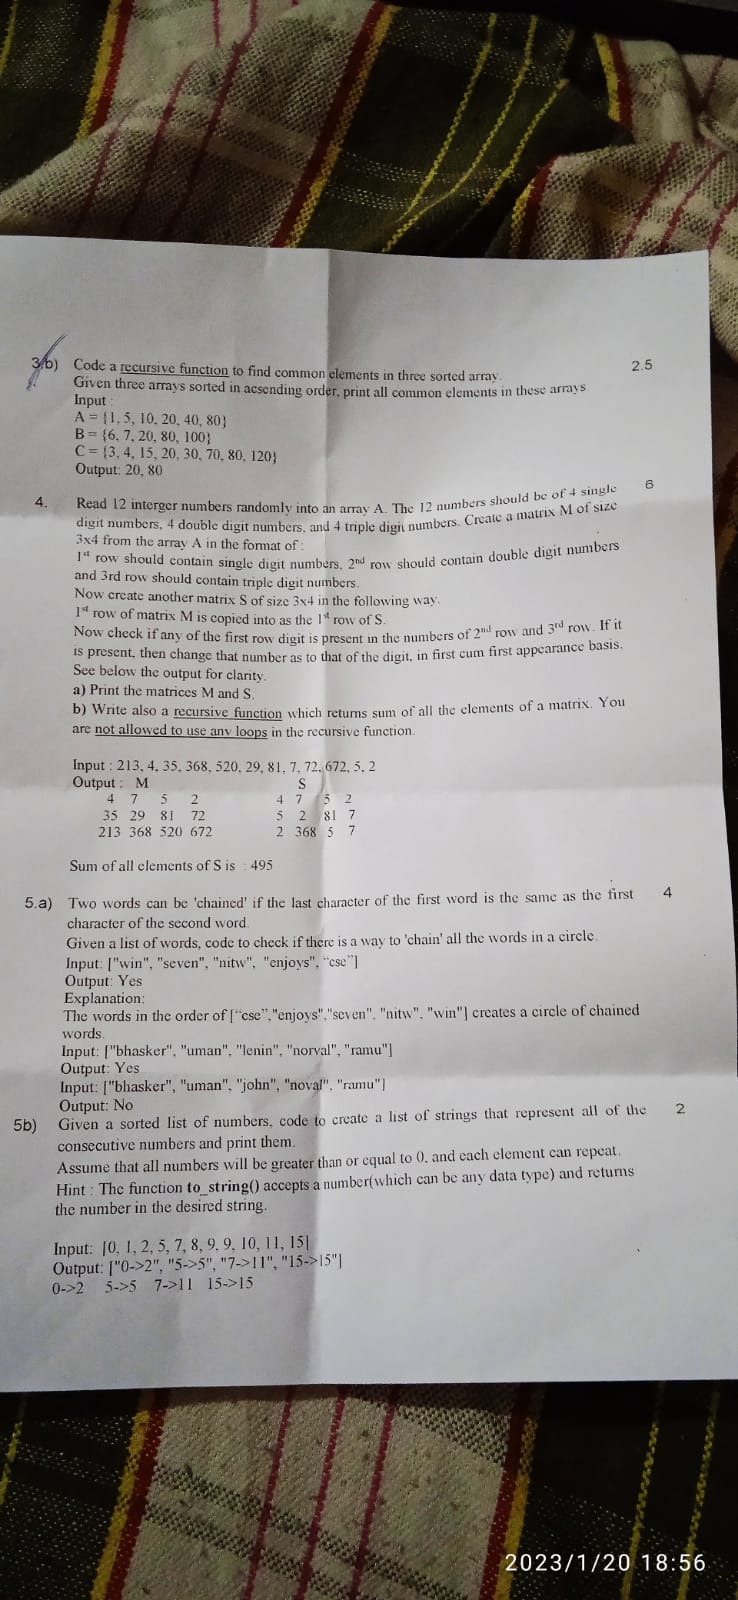 3.b) Code a recursive function to find common elements in three sorted array. 2.5
Given three arrays sorted in acsending order, print all common elements in these arrays.
Input :
A = {1, 5, 10, 20, 40, 80}
B = {6, 7, 20, 80, 100}
C = {3, 4, 15, 20, 30, 70, 80, 120}
Output: 20, 80
4. Read 12 interger numbers randomly into an array A. The 12 numbers should be of 4 single 6
digit numbers, 4 double digit numbers, and 4 triple digit numbers. Create a matrix M of size
3x4 from the array A in the format of :
1st row should contain single digit numbers, 2nd row should contain double digit numbers
and 3rd row should contain triple digit numbers.
Now create another matrix S of size 3x4 in the following way.
1st row of matrix M is copied into as the 1st row of S.
Now check if any of the first row digit is present in the numbers of 2nd row and 3rd row. If it
is present, then change that number as to that of the digit, in first cum first appearance basis.
See below the output for clarity.
a) Print the matrices M and S.
b) Write also a recursive function which returns sum of all the elements of a matrix. You
are not allowed to use any loops in the recursive function.
Input : 213, 4, 35, 368, 520, 29, 81, 7, 72, 672, 5, 2
Output : M S
4 7 5 2 4 7 5 2
35 29 81 72 5 2 81 7
213 368 520 672 2 368 5 7
Sum of all elements of S is : 495
5.a) Two words can be 'chained' if the last character of the first word is the same as the first 4
character of the second word.
Given a list of words, code to check if there is a way to 'chain' all the words in a circle.
Input: ["win", "seven", "nitw", "enjoys", "cse"]
Output: Yes
Explanation:
The words in the order of ["cse","enjoys","seven", "nitw", "win"] creates a circle of chained
words.
Input: ["bhasker", "uman", "lenin", "norval", "ramu"]
Output: Yes
Input: ["bhasker", "uman", "john", "noval", "ramu"]
Output: No
5b) Given a sorted list of numbers, code to create a list of strings that represent all of the 2
consecutive numbers and print them.
Assume that all numbers will be greater than or equal to 0, and each element can repeat.
Hint : The function to_string() accepts a number(which can be any data type) and returns
the number in the desired string.
Input: [0, 1, 2, 5, 7, 8, 9, 9, 10, 11, 15]
Output: ["0->2", "5->5", "7->11", "15->15"]
0->2 5->5 7->11 15->15
2023/1/20 18:56